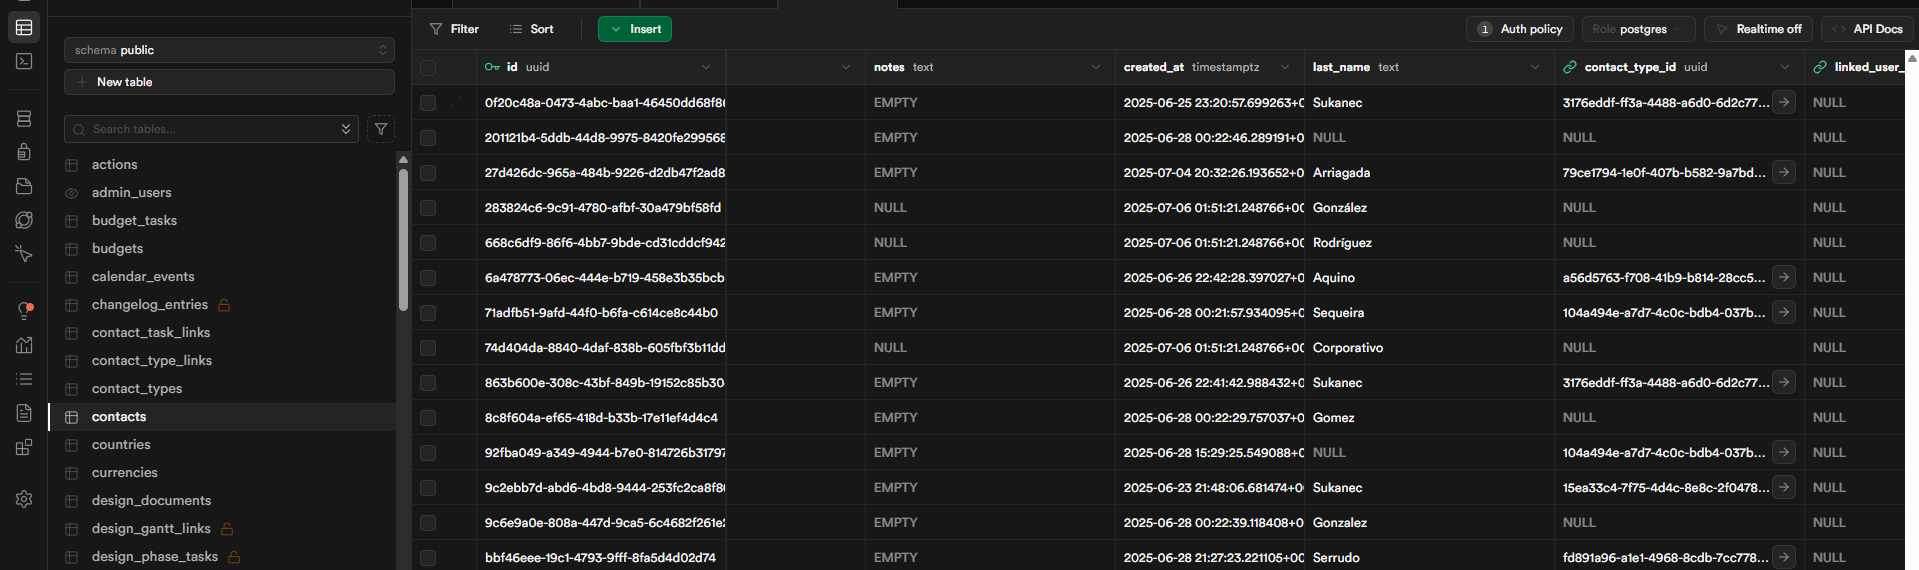 schema public
New table
Search tables...
actions
admin_users
budget_tasks
budgets
calendar_events
changelog_entries
contact_task_links
contact_type_links
contact_types
contacts
countries
currencies
design_documents
design_gantt_links
design_phase_tasks
Filter Sort Insert 1 Auth policy Role postgres Realtime off API Docs
id uuid notes text created_at timestamptz last_name text contact_type_id uuid linked_user_
0f20c48a-0473-4abc-baa1-46450dd68f8 EMPTY 2025-06-25 23:20:57.699263+0 Sukanec 3176eddf-ff3a-4488-a6d0-6d2c77... NULL
201121b4-5ddb-44d8-9975-8420fe299568 EMPTY 2025-06-28 00:22:46.289191+0 NULL NULL NULL
27d426dc-965a-484b-9226-d2db47f2ad8 EMPTY 2025-07-04 20:32:26.193652+0 Arriagada 79ce1794-1e0f-407b-b582-9a7bd... NULL
283824c6-9c91-4780-afbf-30a479bf58fd NULL 2025-07-06 01:51:21.248766+00 González NULL NULL
668c6df9-86f6-4bb7-9bde-cd31cddcf942 NULL 2025-07-06 01:51:21.248766+00 Rodríguez NULL NULL
6a478773-06ec-444e-b719-458e3b35bcb EMPTY 2025-06-26 22:42:28.397027+0 Aquino a56d5763-f708-41b9-b814-28cc5... NULL
71adfb51-9afd-44f0-b6fa-c614ce8c44b0 EMPTY 2025-06-28 00:21:57.934095+0 Sequeira 104a494e-a7d7-4c0c-bdb4-037b... NULL
74d404da-8840-4daf-838b-605fbf3b11dd NULL 2025-07-06 01:51:21.248766+00 Corporativo NULL NULL
863b600e-308c-43bf-849b-19152c85b30 EMPTY 2025-06-26 22:41:42.988432+0 Sukanec 3176eddf-ff3a-4488-a6d0-6d2c77... NULL
8c8f604a-ef65-418d-b33b-17e11ef4d4c4 EMPTY 2025-06-28 00:22:29.757037+0 Gomez NULL NULL
92fba049-a349-4944-b7e0-814726b31797 EMPTY 2025-06-28 15:29:25.549088+0 NULL 104a494e-a7d7-4c0c-bdb4-037b... NULL
9c2ebb7d-abd6-4bd8-9444-253fc2ca8f8 EMPTY 2025-06-23 21:48:06.681474+0 Sukanec 15ea33c4-7f75-4d4c-8e8c-2f0478... NULL
9c6e9a0e-808a-447d-9ca5-6c4682f261e2 EMPTY 2025-06-28 00:22:39.118408+0 Gonzalez NULL NULL
bbf46eee-19c1-4793-9fff-8fa5d4d02d74 EMPTY 2025-06-28 21:27:23.221105+00 Serrudo fd891a96-a1e1-4968-8cdb-7cc778... NULL